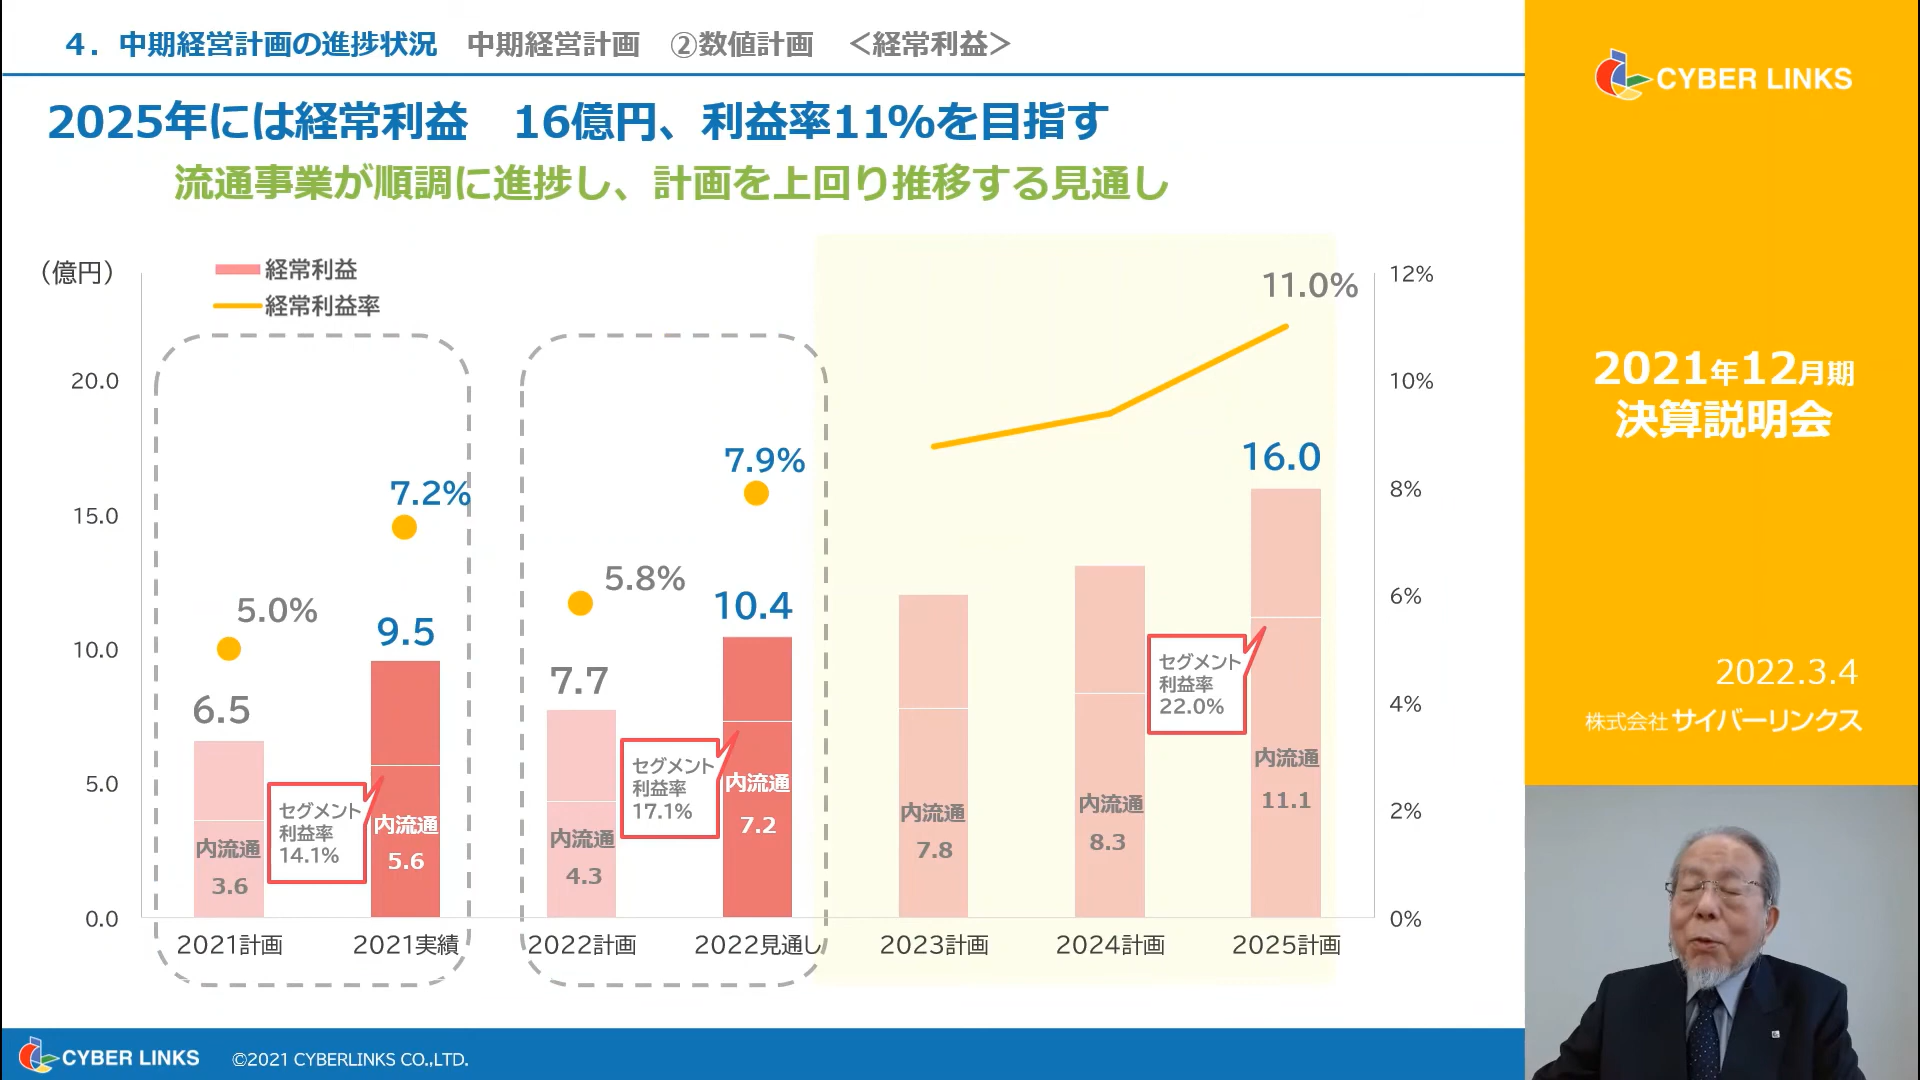 4．中期経営計画の進捗状況　中期経営計画　②数値計画　＜経常利益＞
2025年には経常利益　16億円、利益率11%を目指す
流通事業が順調に進捗し、計画を上回り推移する見通し
（億円）
経常利益
経常利益率
20.0
15.0
10.0
5.0
0.0
12%
10%
8%
6%
4%
2%
0%
5.0%
6.5
内流通
3.6
2021計画
7.2%
9.5
セグメント
利益率
14.1%
内流通
5.6
2021実績
5.8%
7.7
内流通
4.3
2022計画
7.9%
10.4
セグメント
利益率
17.1%
内流通
7.2
2022見通し
内流通
7.8
2023計画
内流通
8.3
2024計画
11.0%
16.0
セグメント
利益率
22.0%
内流通
11.1
2025計画
CYBER LINKS
©2021 CYBERLINKS CO.,LTD.
CYBER LINKS
2021年12月期
決算説明会
2022.3.4
株式会社サイバーリンクス